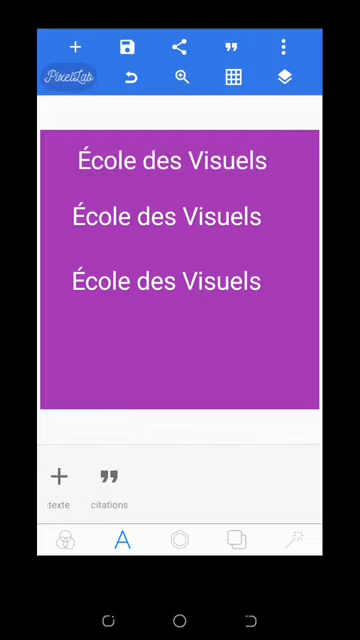 PixelLab
École des Visuels
École des Visuels
École des Visuels
texte
citations